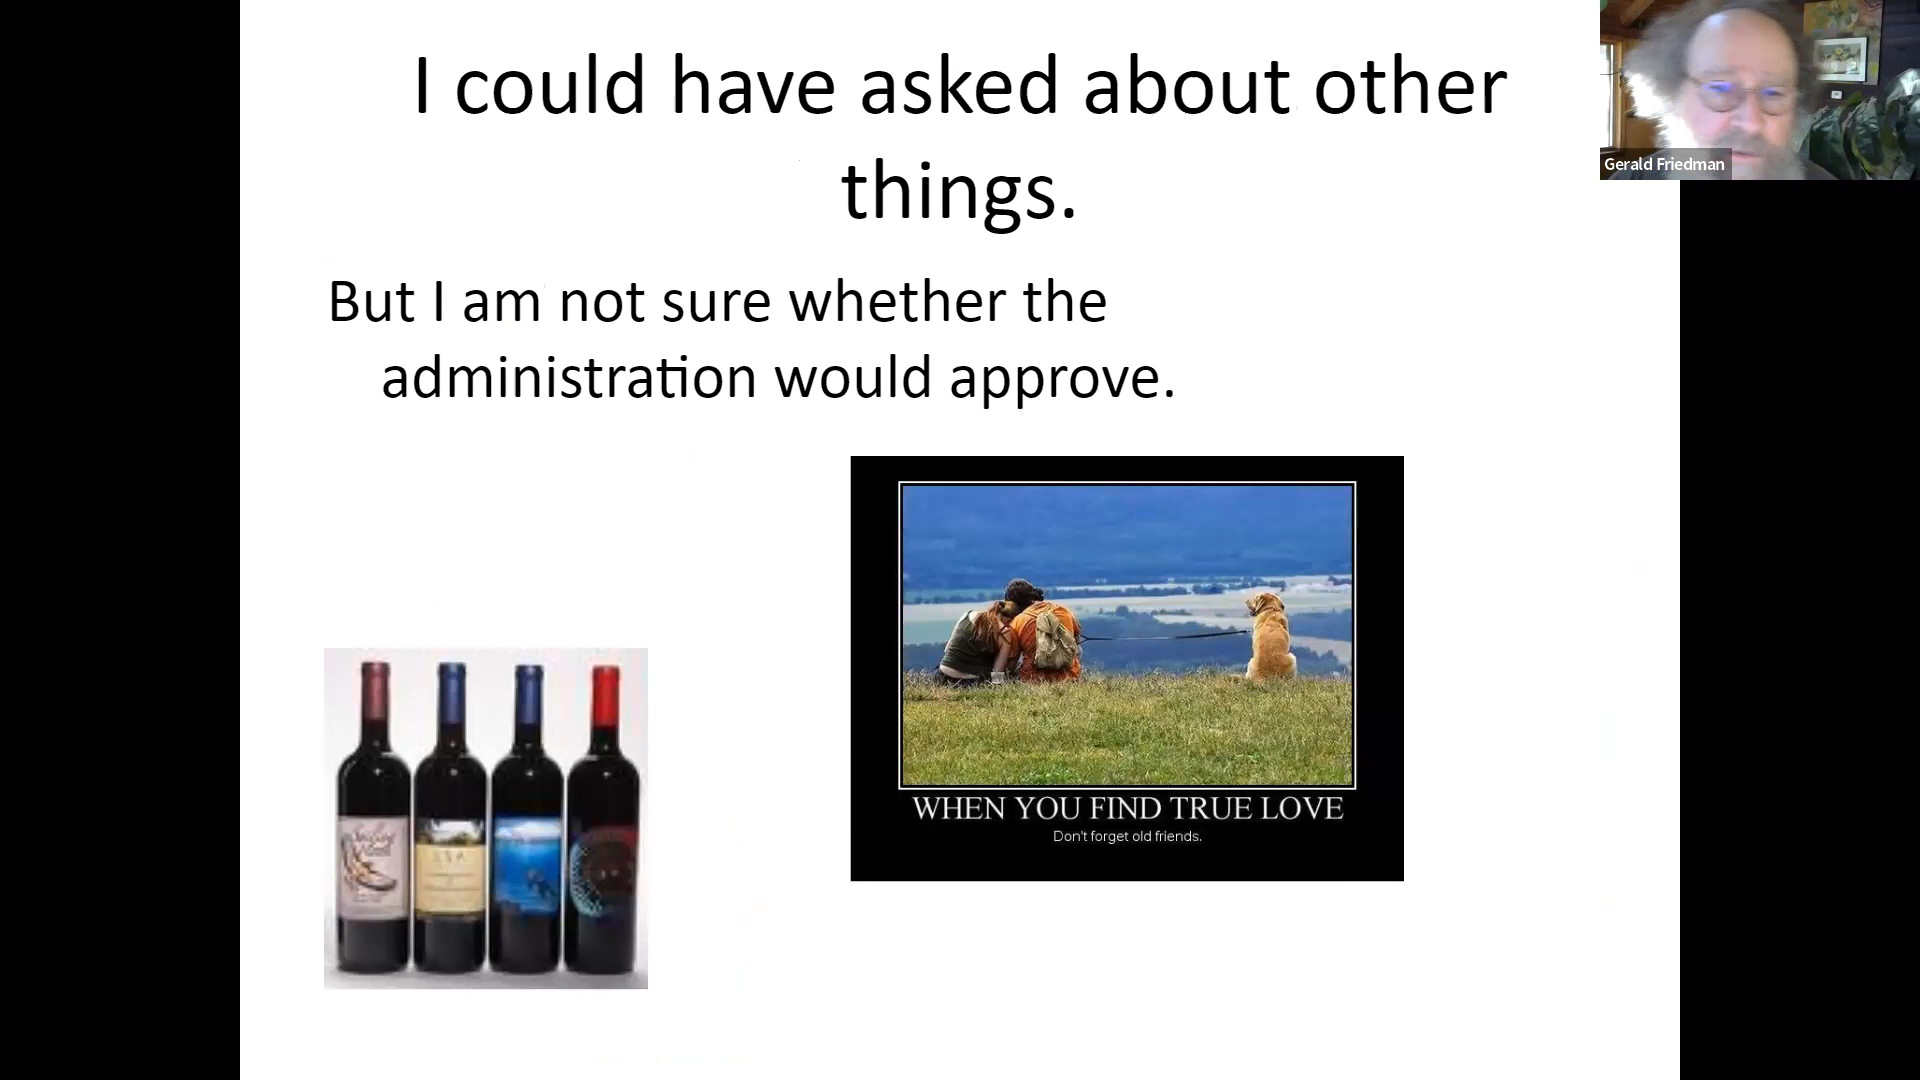 I could have asked about other
things.
Gerald Friedman
But I am not sure whether the
administration would approve.
WHEN YOU FIND TRUE LOVE
Don't forget old friends.